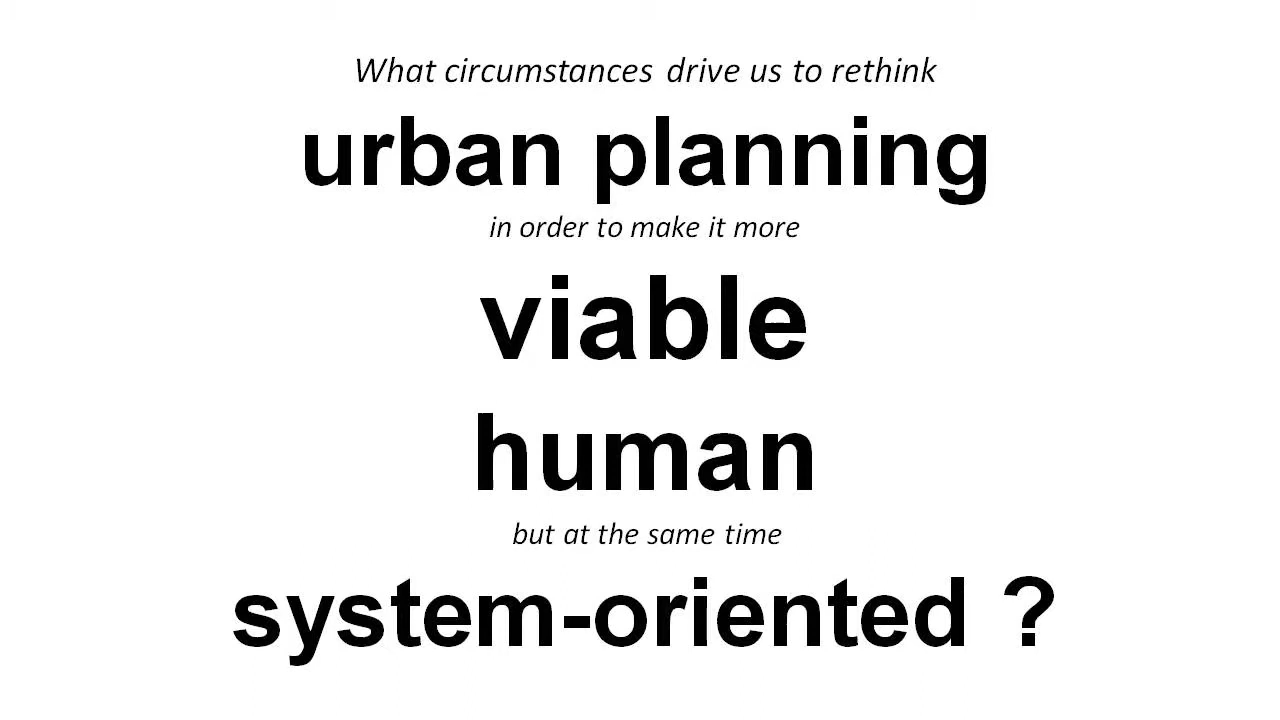 What circumstances drive us to rethink
urban planning
in order to make it more
viable
human
but at the same time
system-oriented ?